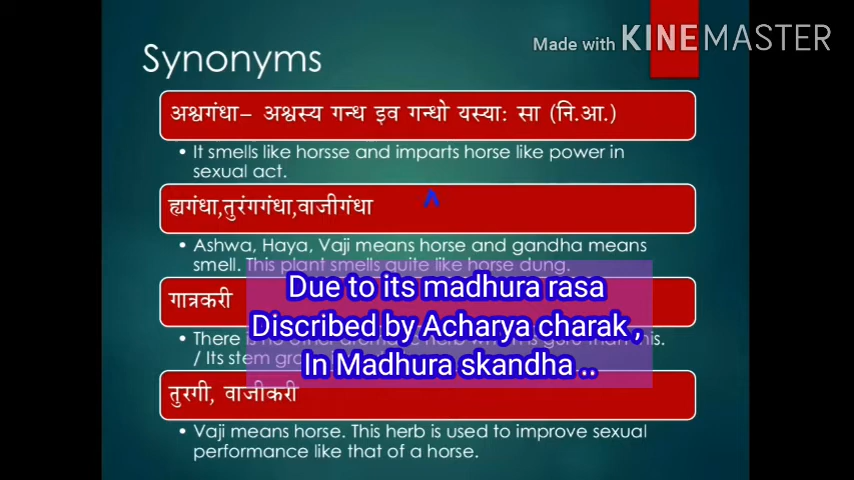 Made with KINEMASTER
Synonyms
अश्वगंधा– अश्वस्य गन्ध इव गन्धो यस्या: सा (नि.आ.)
• It smells like horsse and imparts horse like power in
sexual act.
^
ह्यगंधा,तुरंगगंधा,वाजीगंधा
• Ashwa, Haya, Vaji means horse and gandha means
smell. This plant smells quite like horse dung.
गात्रकरी
• There is no other
/ Its stem
Due to its madhura rasa
Discribed by Acharya charak ,
In Madhura skandha ..
तुरगी, वाजीकरी
• Vaji means horse. This herb is used to improve sexual
performance like that of a horse.